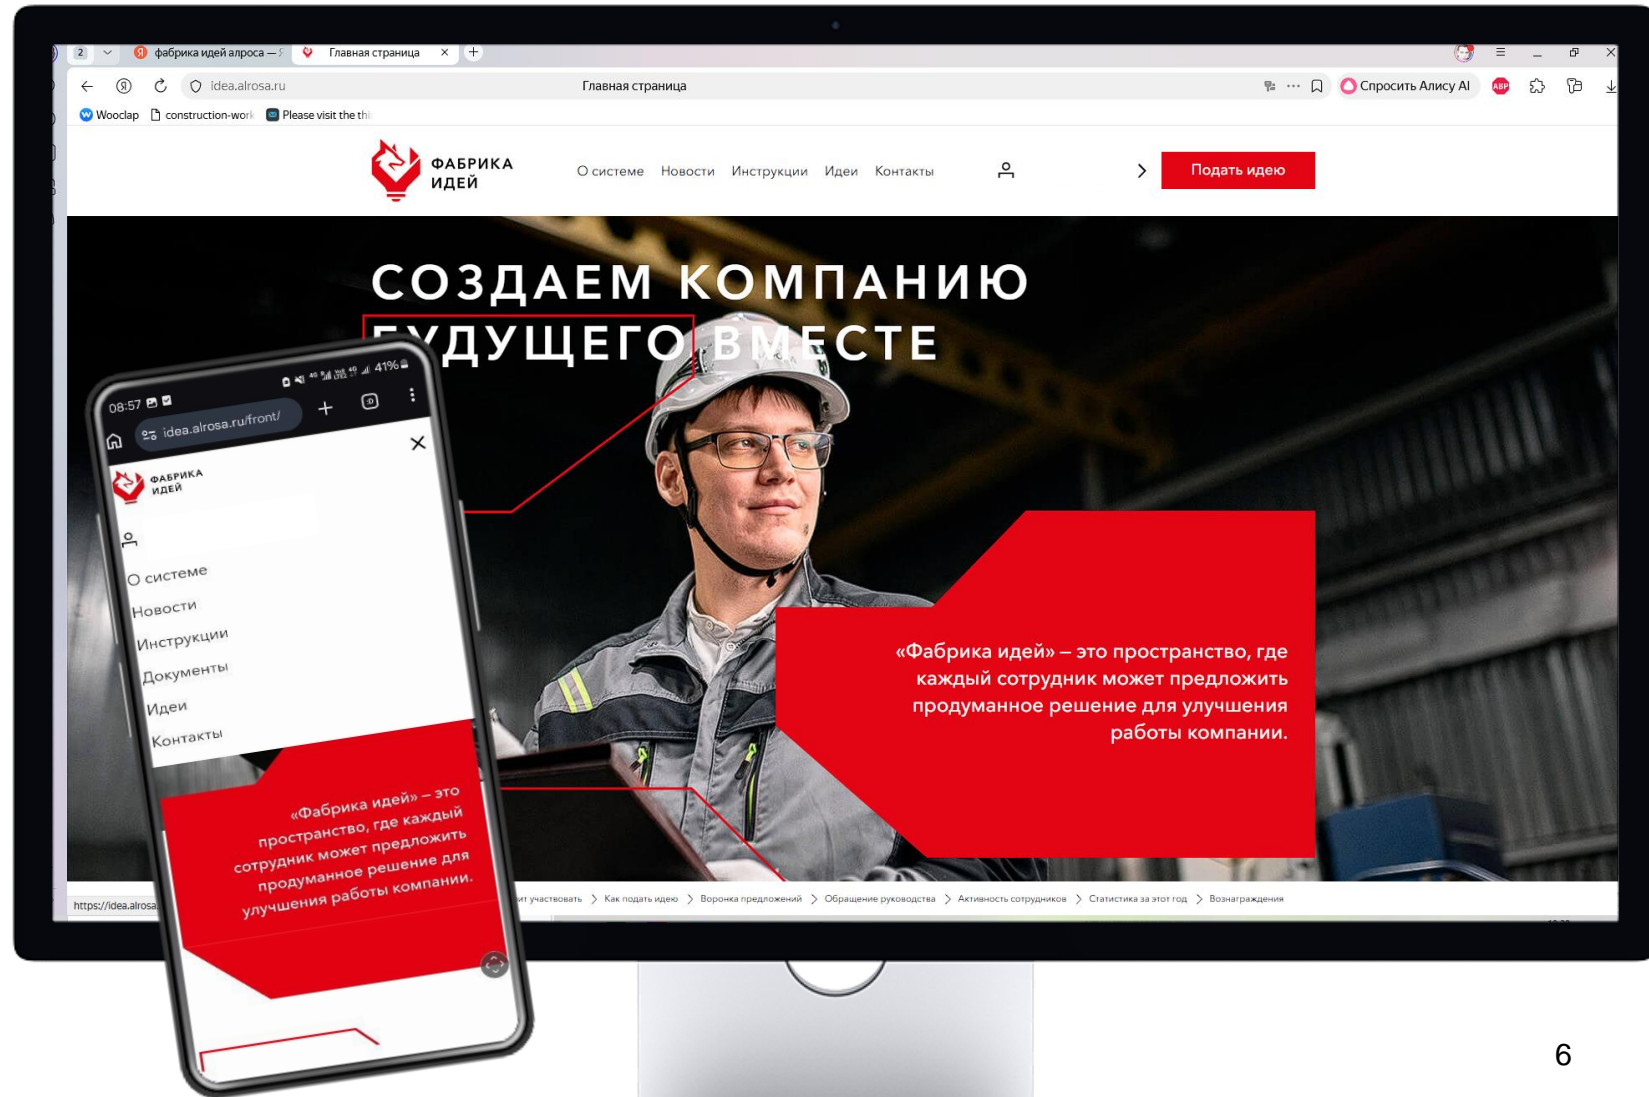 2
фабрика идей алроса —
Главная страница
idea.alrosa.ru
Главная страница
Спросить Алису AI
ABP
Wooclap
construction-work
Please visit the thi
ФАБРИКА
ИДЕЙ
О системе Новости Инструкции Идеи Контакты
Подать идею
СОЗДАЕМ КОМПАНИЮ
БУДУЩЕГО ВМЕСТЕ
«Фабрика идей» – это пространство, где
каждый сотрудник может предложить
продуманное решение для улучшения
работы компании.
https://idea.alrosa
участвовать > Как подать идею > Воронка предложений > Обращение руководства > Активность сотрудников > Статистика за этот год > Вознаграждения
08:57
41%
idea.alrosa.ru/front/
ФАБРИКА
ИДЕЙ
О системе
Новости
Инструкции
Документы
Идеи
Контакты
«Фабрика идей» – это
пространство, где каждый
сотрудник может предложить
продуманное решение для
улучшения работы компании.
6